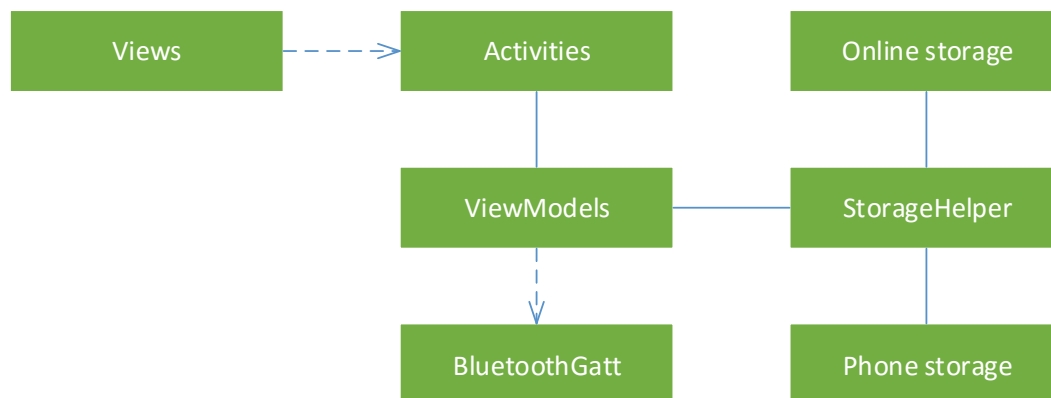 Views
Activities
Online storage
ViewModels
StorageHelper
BluetoothGatt
Phone storage